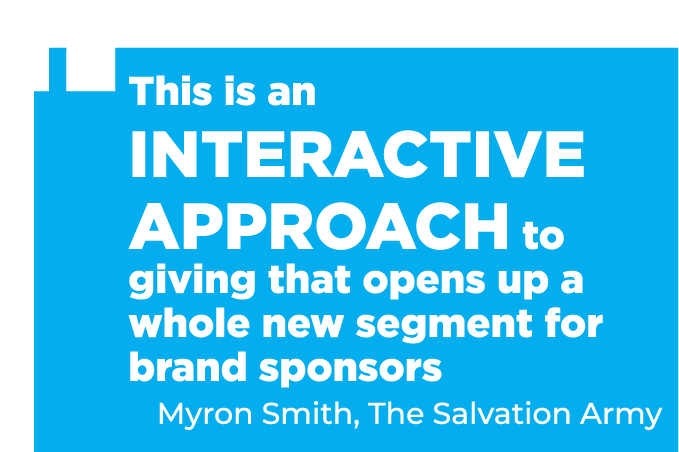 This is an
INTERACTIVE
APPROACH to
giving that opens up a
whole new segment for
brand sponsors
Myron Smith, The Salvation Army